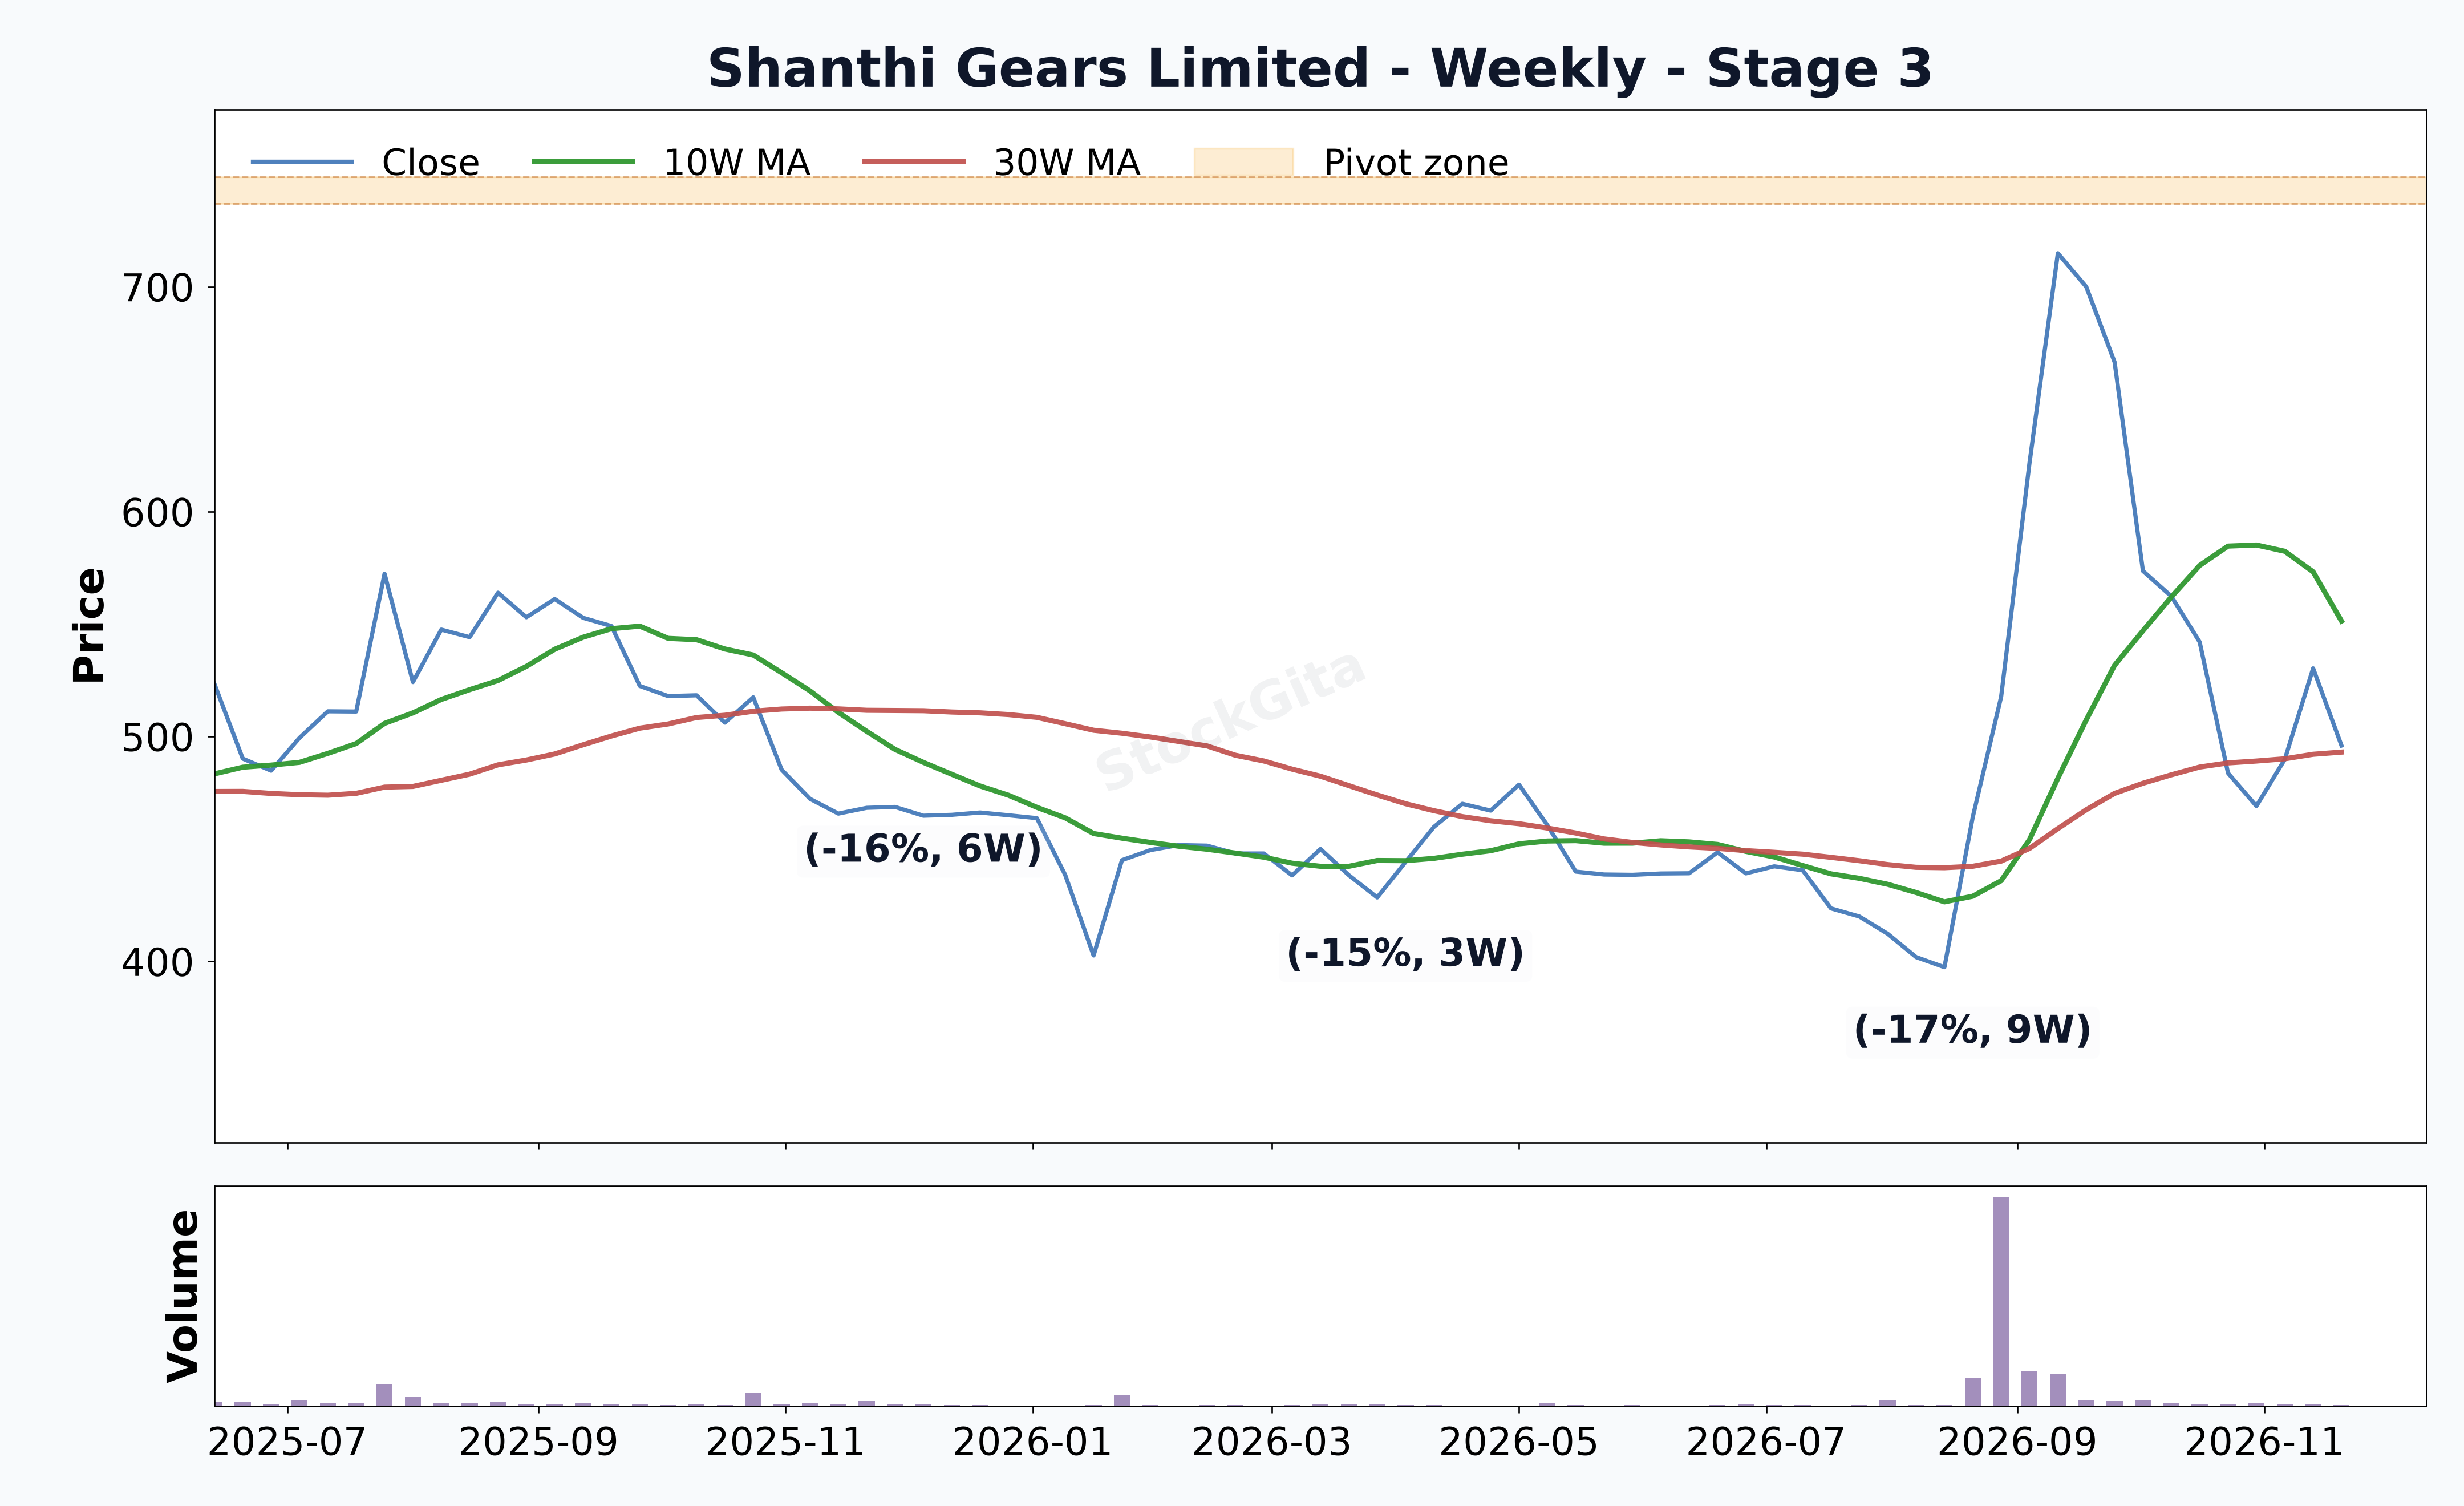 Shanthi Gears Limited - Weekly - Stage 3
Close 10W MA 30W MA Pivot zone
700
600
500
400
Price
StockGita
(-16%, 6W)
(-15%, 3W)
(-17%, 9W)
Volume
2025-07 2025-09 2025-11 2026-01 2026-03 2026-05 2026-07 2026-09 2026-11